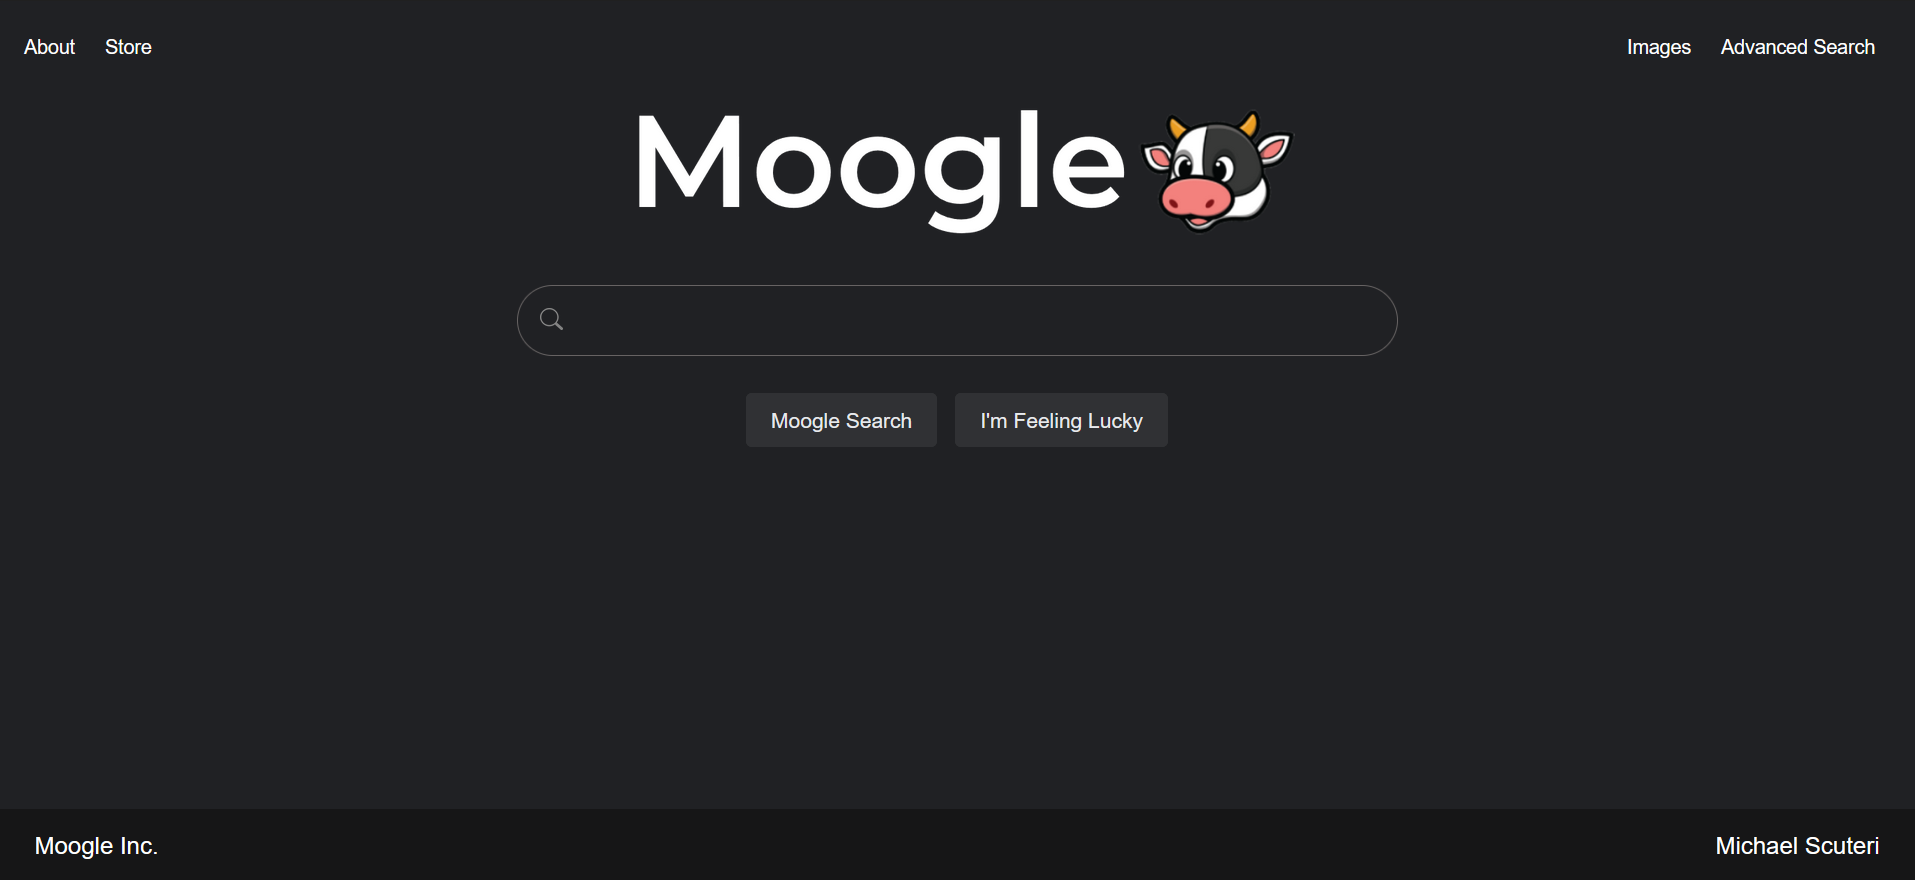 About Store Images Advanced Search
Moogle
Moogle Search I'm Feeling Lucky
Moogle Inc. Michael Scuteri